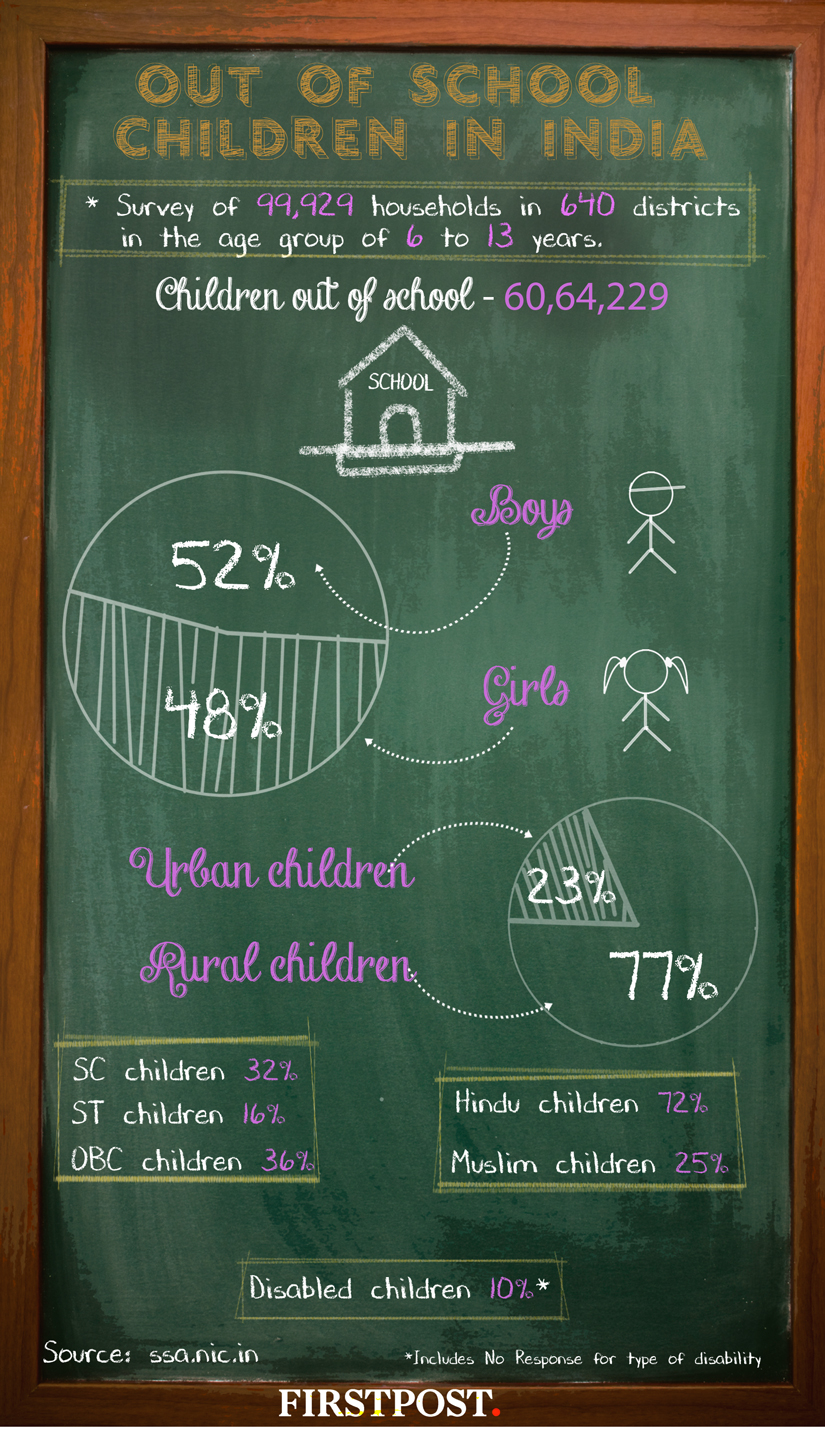 OUT OF SCHOOL
CHILDREN IN INDIA
* Survey of 99,929 households in 640 districts
in the age group of 6 to 13 years.
Children out of school - 60,64,229
SCHOOL
Boys
52%
Girls
48%
Urban children
23%
Rural children
77%
SC children 32%
ST children 16%
OBC children 36%
Hindu children 72%
Muslim children 25%
Disabled children 10%*
Source: ssa.nic.in
*Includes No Response for type of disability
FIRSTPOST.